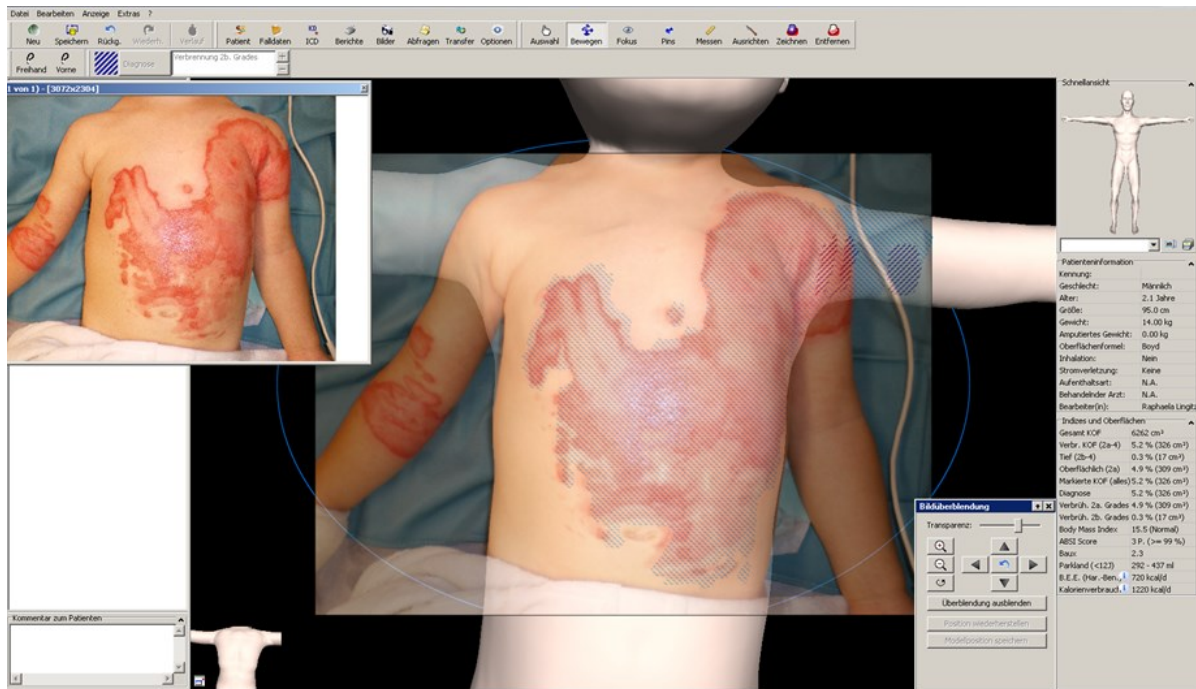 Datei Bearbeiten Anzeige Extras ?
Neu Speichern Rückg. Wiederh. Verlauf Patient Falldaten ICD Berichte Bilder Abfragen Transfer Optionen Auswahl Bewegen Fokus Pins Messen Ausrichten Zeichnen Entfernen
Freihand Vorne Diagnose Verbrennung 2b. Grades
1 von 1) - [3072x2304]
Schnellansicht
Patienteninformation
Kennung:
Geschlecht: Männlich
Alter: 2.1 Jahre
Größe: 95.0 cm
Gewicht: 14.00 kg
Amputiertes Gewicht: 0.00 kg
Oberflächenformel: Boyd
Inhalation: Nein
Stromverletzung: Keine
Aufenthaltsart: N.A.
Behandelnder Arzt: N.A.
Bearbeiter(in): Raphaela Lingitz
Indizes und Oberflächen
Gesamt KOF 6262 cm²
Verbr. KOF (2a-4) 5.2 % (326 cm²)
Tief (2b-4) 0.3 % (17 cm²)
Oberflächlich (2a) 4.9 % (309 cm²)
Markierte KOF (alles) 5.2 % (326 cm²)
Diagnose 5.2 % (326 cm²)
Verbrüh. 2a. Grades 4.9 % (309 cm²)
Verbrüh. 2b. Grades 0.3 % (17 cm²)
Body Mass Index 15.5 (Normal)
ABSI Score 3 P. (>= 99 %)
Baux 2.3
Parkland (<12J) 292 - 437 ml
B.E.E. (Har.-Ben., 720 kcal/d
Kalorienverbrauch. 1220 kcal/d
Bildüberblendung
Transparenz:
Überblendung ausblenden
Position wiederherstellen
Modellposition speichern
Kommentar zum Patienten